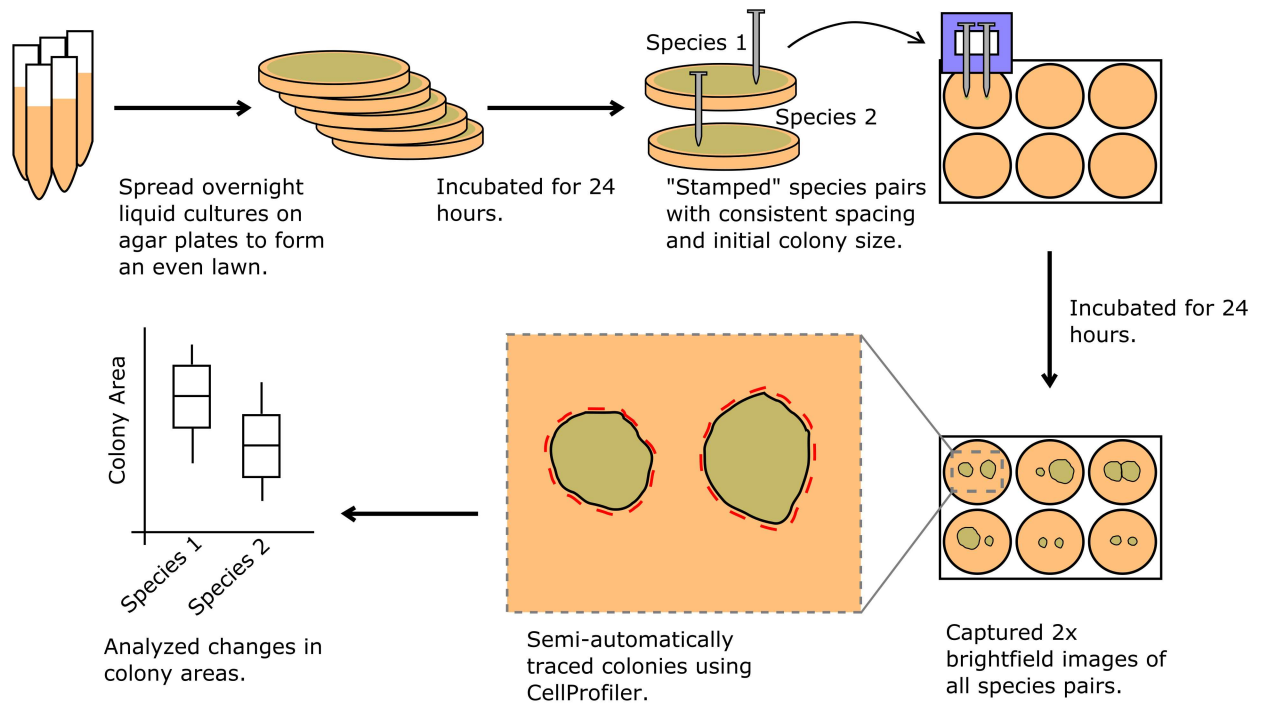 Spread overnight
liquid cultures on
agar plates to form
an even lawn.
Incubated for 24
hours.
Species 1
Species 2
"Stamped" species pairs
with consistent spacing
and initial colony size.
Incubated for 24
hours.
Captured 2x
brightfield images of
all species pairs.
Semi-automatically
traced colonies using
CellProfiler.
Colony Area
Species 1
Species 2
Analyzed changes in
colony areas.